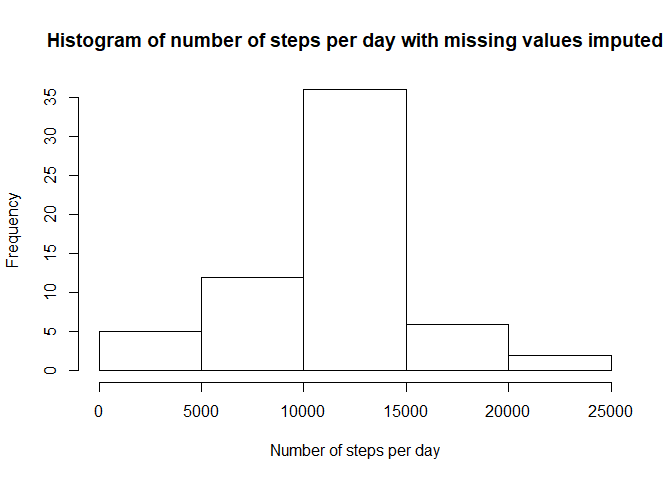 Histogram of number of steps per day with missing values imputed
Frequency
35
30
25
20
15
10
5
0
0 5000 10000 15000 20000 25000
Number of steps per day